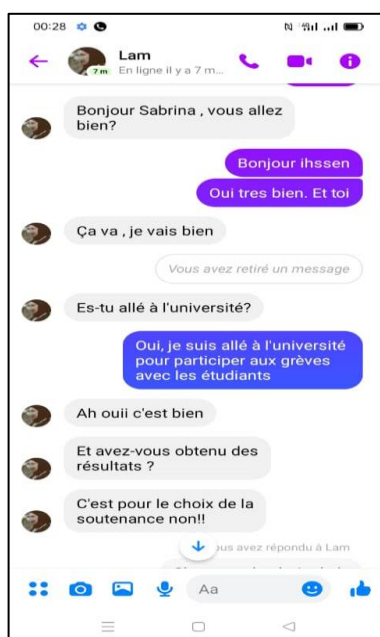 00:28
Lam
7 m
En ligne il y a 7 m...
Bonjour Sabrina , vous allez
bien?
Bonjour ihssen
Oui tres bien. Et toi
Ça va , je vais bien
Vous avez retiré un message
Es-tu allé à l'université?
Oui, je suis allé à l'université
pour participer aux grèves
avec les étudiants
Ah ouii c'est bien
Et avez-vous obtenu des
résultats ?
C'est pour le choix de la
soutenance non!!
us avez répondu à Lam
Aa